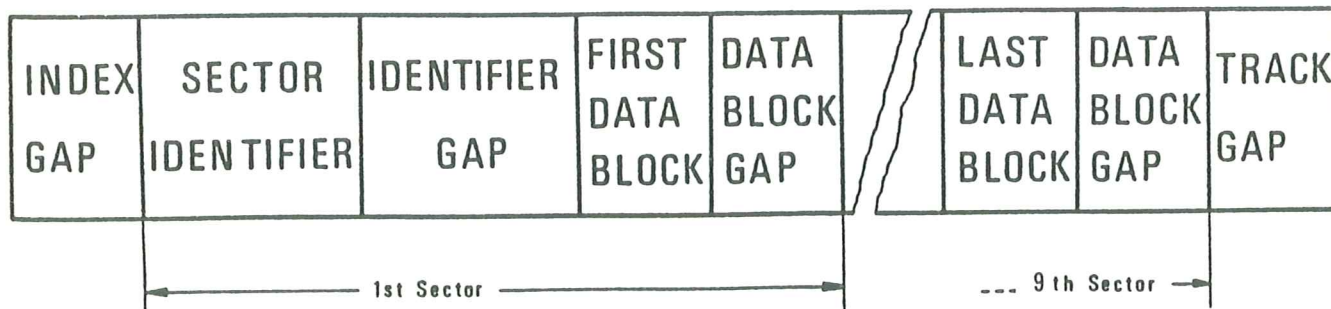 INDEX
GAP
SECTOR
IDENTIFIER
IDENTIFIER
GAP
FIRST
DATA
BLOCK
DATA
BLOCK
GAP
LAST
DATA
BLOCK
DATA
BLOCK
GAP
TRACK
GAP
1st Sector
--- 9th Sector